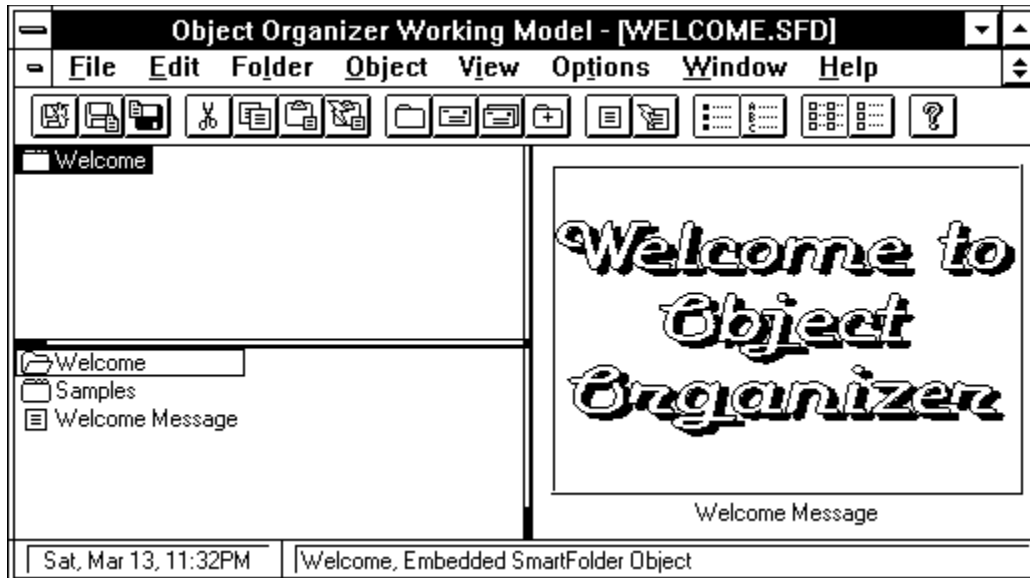 Object Organizer Working Model - [WELCOME.SFD]
File Edit Folder Object View Options Window Help
Welcome
Welcome
Samples
Welcome Message
Welcome to
Object
Organizer
Welcome Message
Sat, Mar 13, 11:32PM
Welcome, Embedded SmartFolder Object